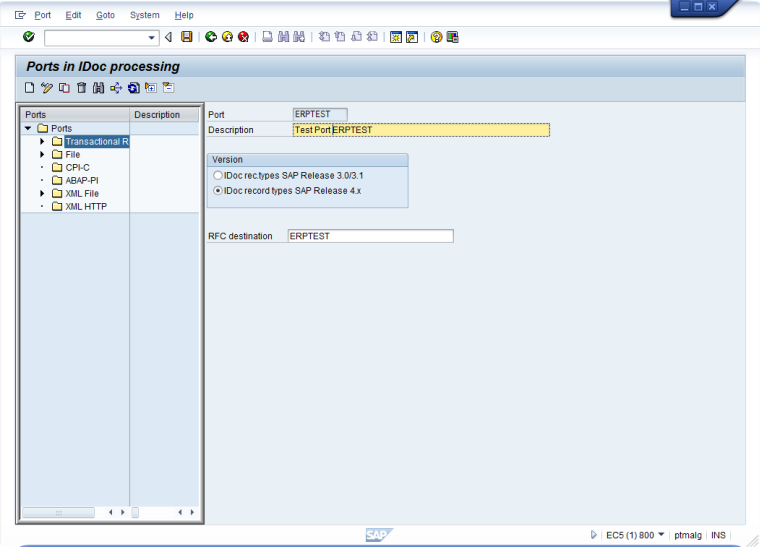 Port Edit Goto System Help
Ports in IDoc processing
Ports Description
Ports
Transactional R
File
CPI-C
ABAP-PI
XML File
XML HTTP
Port ERPTEST
Description Test Port ERPTEST
Version
IDoc rec.types SAP Release 3.0/3.1
IDoc record types SAP Release 4.x
RFC destination ERPTEST
SAP
EC5 (1) 800 ptmalg INS